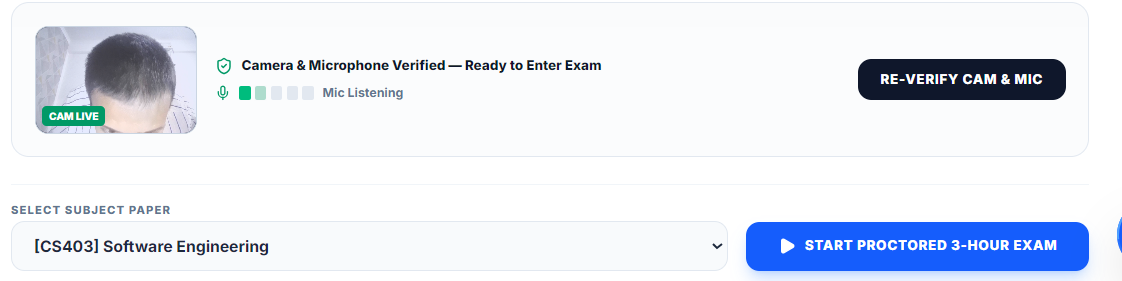 Camera & Microphone Verified — Ready to Enter Exam
Mic Listening
CAM LIVE
RE-VERIFY CAM & MIC
SELECT SUBJECT PAPER
[CS403] Software Engineering
START PROCTORED 3-HOUR EXAM